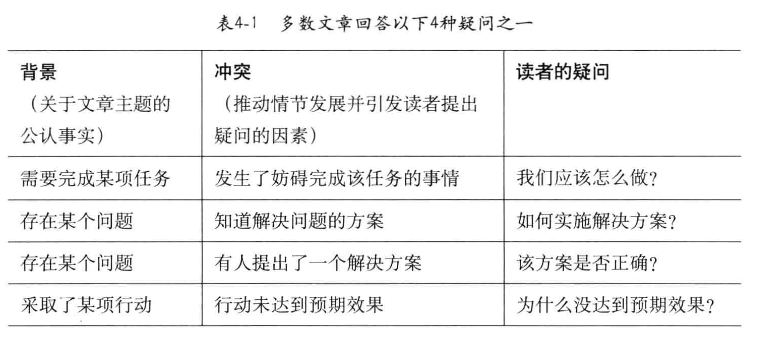 表4-1 多数文章回答以下4种疑问之一
背景 冲突 读者的疑问
（关于文章主题的 （推动情节发展并引发读者提出
公认事实） 疑问的因素）
需要完成某项任务 发生了妨碍完成该任务的事情 我们应该怎么做?
存在某个问题 知道解决问题的方案 如何实施解决方案?
存在某个问题 有人提出了一个解决方案 该方案是否正确?
采取了某项行动 行动未达到预期效果 为什么没达到预期效果?